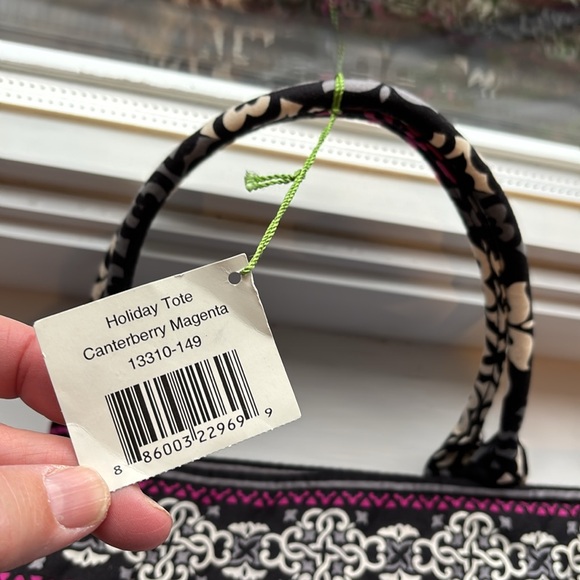 Holiday Tote
Canterberry Magenta
13310-149
8 86003 22969 9